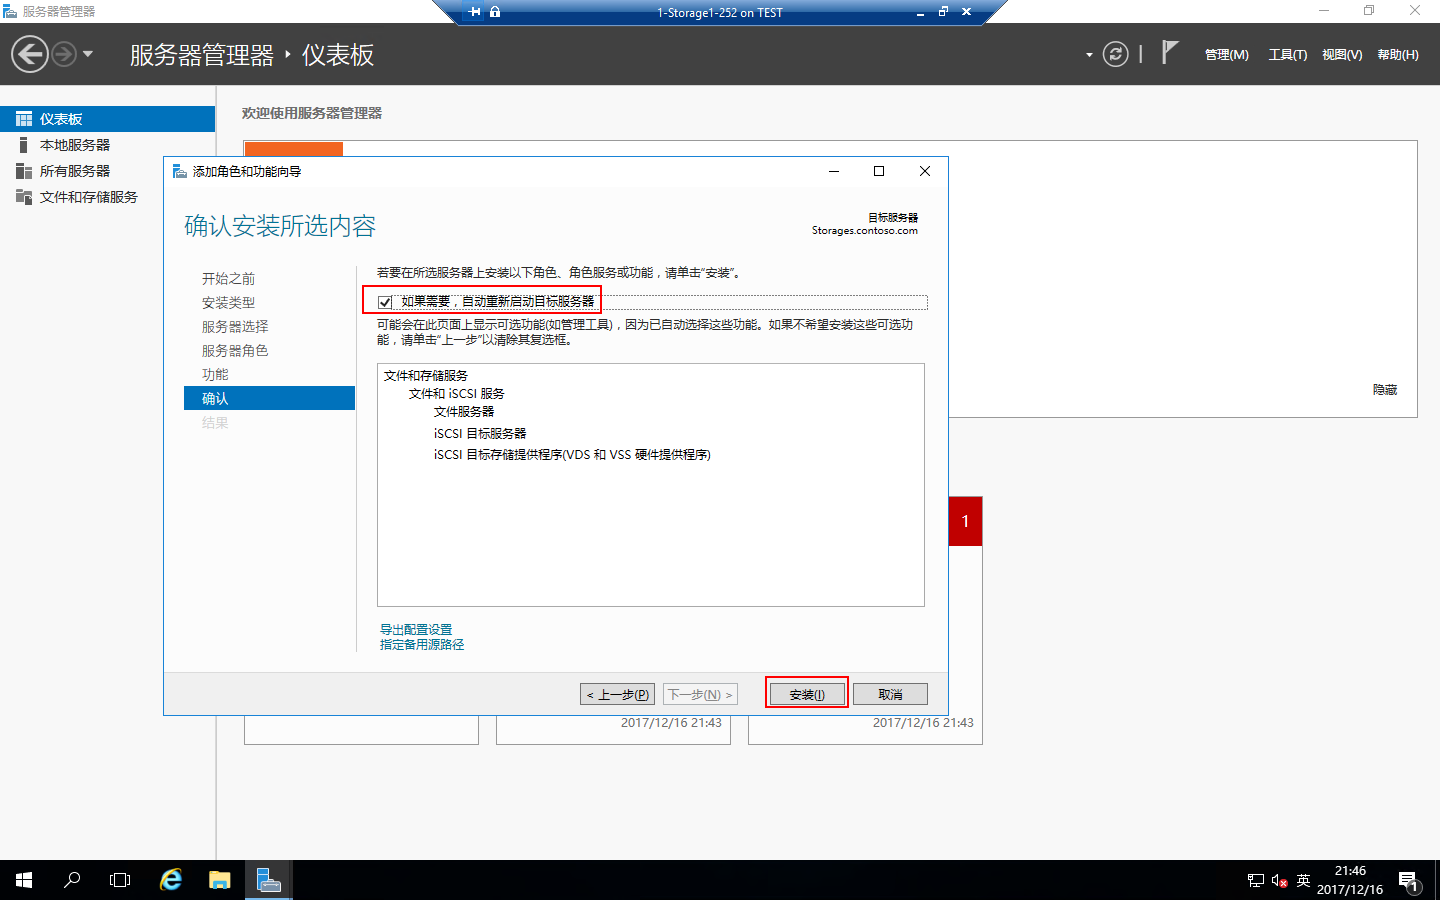 服务器管理器
1-Storage1-252 on TEST
服务器管理器 · 仪表板
管理(M) 工具(T) 视图(V) 帮助(H)
仪表板
本地服务器
所有服务器
文件和存储服务
欢迎使用服务器管理器
添加角色和功能向导
确认安装所选内容
目标服务器
Storages.contoso.com
开始之前
安装类型
服务器选择
服务器角色
功能
确认
结果
若要在所选服务器上安装以下角色、角色服务或功能，请单击“安装”。
如果需要，自动重新启动目标服务器
可能会在此页面上显示可选功能(如管理工具)，因为已自动选择这些功能。如果不希望安装这些可选功
能，请单击“上一步”以清除其复选框。
文件和存储服务
文件和 iSCSI 服务
文件服务器
iSCSI 目标服务器
iSCSI 目标存储提供程序(VDS 和 VSS 硬件提供程序)
导出配置设置
指定备用源路径
< 上一步(P) 下一步(N) > 安装(I) 取消
隐藏
1
2017/12/16 21:43
2017/12/16 21:43
英
21:46
2017/12/16
1